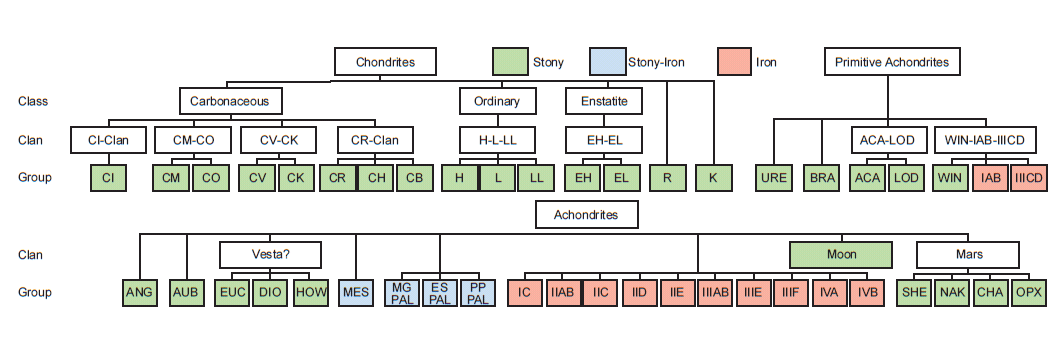 Chondrites Stony Stony-Iron Iron Primitive Achondrites
Class Carbonaceous Ordinary Enstatite
Clan CI-Clan CM-CO CV-CK CR-Clan H-L-LL EH-EL ACA-LOD WIN-IAB-IIICD
Group CI CM CO CV CK CR CH CB H L LL EH EL R K URE BRA ACA LOD WIN IAB IIICD
Achondrites
Clan Vesta? Moon Mars
Group ANG AUB EUC DIO HOW MES MG PAL ES PAL PP PAL IC IIAB IIC IID IIE IIIAB IIIE IIIF IVA IVB SHE NAK CHA OPX